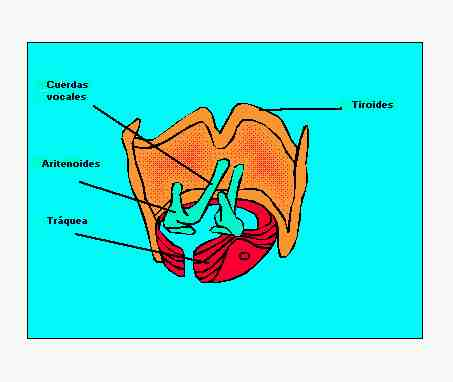 Cuerdas
vocales
Tiroides
Aritenoides
Tráquea